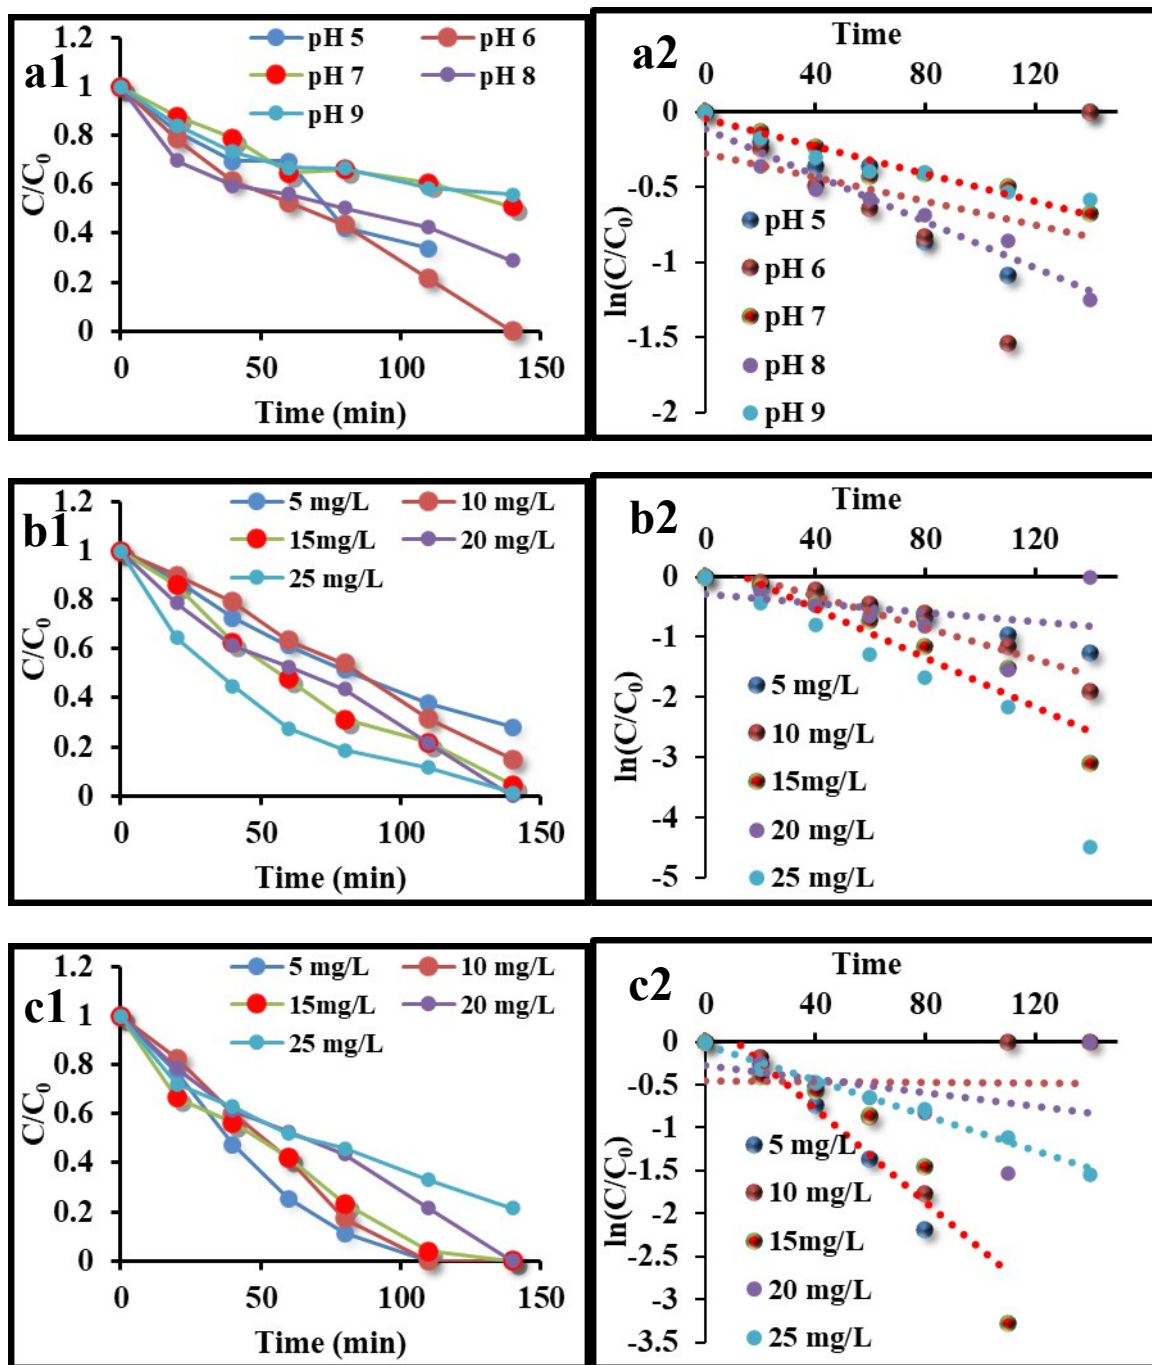 a1
1.2
1
0.8
0.6
0.4
0.2
0
C/C0
pH 5 pH 6
pH 7 pH 8
pH 9
0 50 100 150
Time (min)
a2
Time
0 40 80 120
0
-0.5
-1
-1.5
-2
ln(C/C0)
pH 5
pH 6
pH 7
pH 8
pH 9
b1
1.2
1
0.8
0.6
0.4
0.2
0
C/C0
5 mg/L 10 mg/L
15mg/L 20 mg/L
25 mg/L
0 50 100 150
Time (min)
b2
Time
0 40 80 120
0
-1
-2
-3
-4
-5
ln(C/C0)
5 mg/L
10 mg/L
15mg/L
20 mg/L
25 mg/L
c1
1.2
1
0.8
0.6
0.4
0.2
0
C/C0
5 mg/L 10 mg/L
15mg/L 20 mg/L
25 mg/L
0 50 100 150
Time (min)
c2
Time
0 40 80 120
0
-0.5
-1
-1.5
-2
-2.5
-3
-3.5
ln(C/C0)
5 mg/L
10 mg/L
15mg/L
20 mg/L
25 mg/L